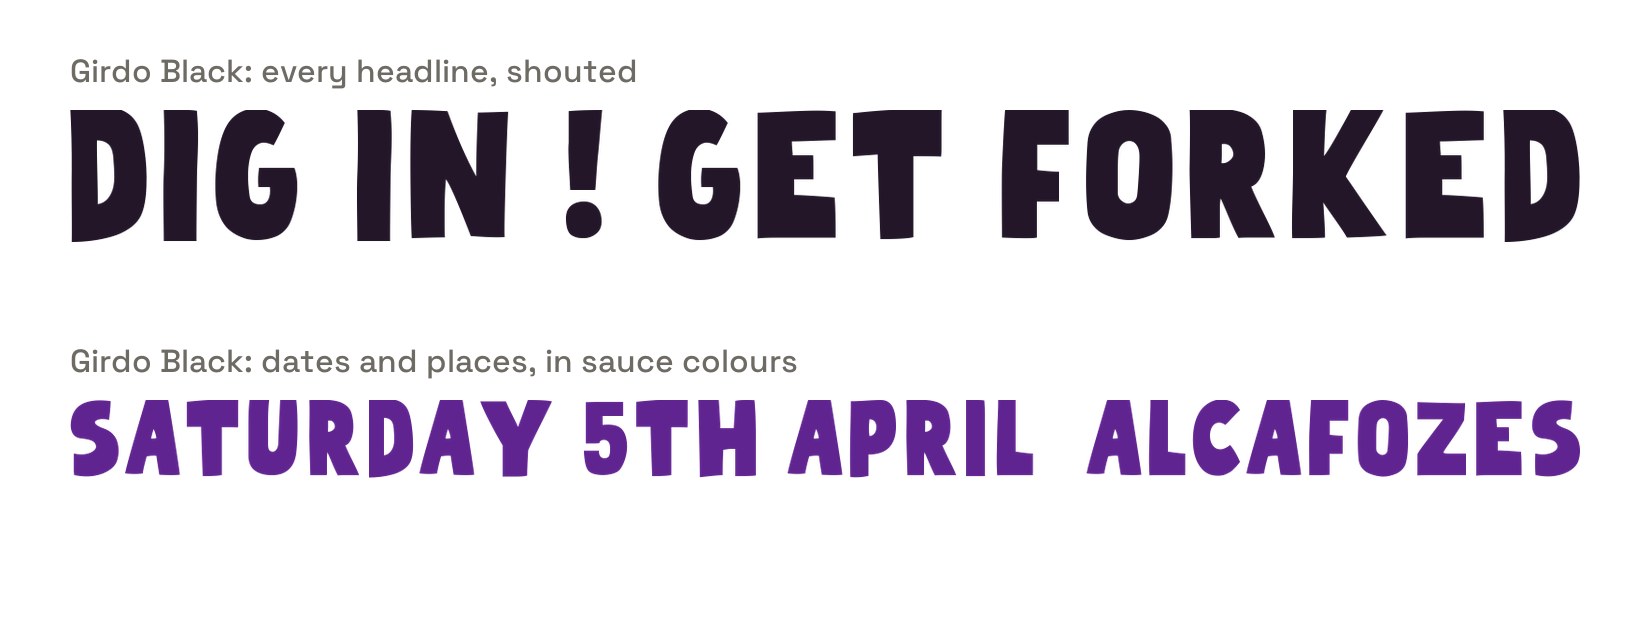 Girdo Black: every headline, shouted
DIG IN ! GET FORKED
Girdo Black: dates and places, in sauce colours
SATURDAY 5TH APRIL ALCAFOZES